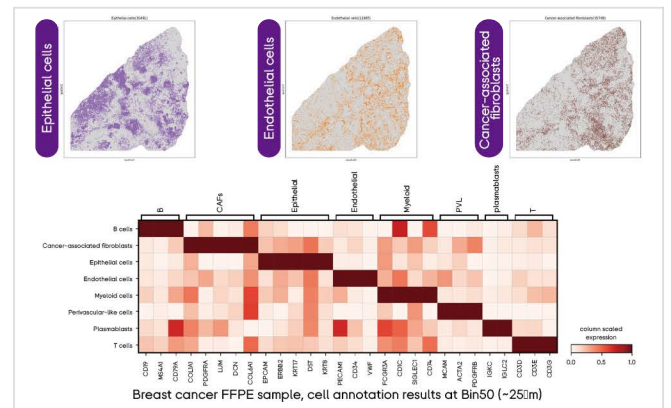 Epithelial cells
Endothelial cells
Cancer-associated
fibroblasts
B
CAFs
Epithelial
Endothelial
Myeloid
PVL
plasmablasts
T
B cells
Cancer-associated fibroblasts
Epithelial cells
Endothelial cells
Myeloid cells
Perivascular-like cells
Plasmablasts
T cells
CD19
MS4A1
CD79A
COL3A1
PDGFRA
LUM
DCN
COL6A1
EPCAM
ERBB2
KRT17
DST
KRT8
PECAM1
CD34
VWF
FCGR3A
CD1C
SIGLEC1
CD74
MCAM
ACTA2
PDGFRB
IGKC
IGLC2
CD3D
CD3E
CD3G
column scaled
expression
0.0 0.5 1.0
Breast cancer FFPE sample, cell annotation results at Bin50 (~25▯m)